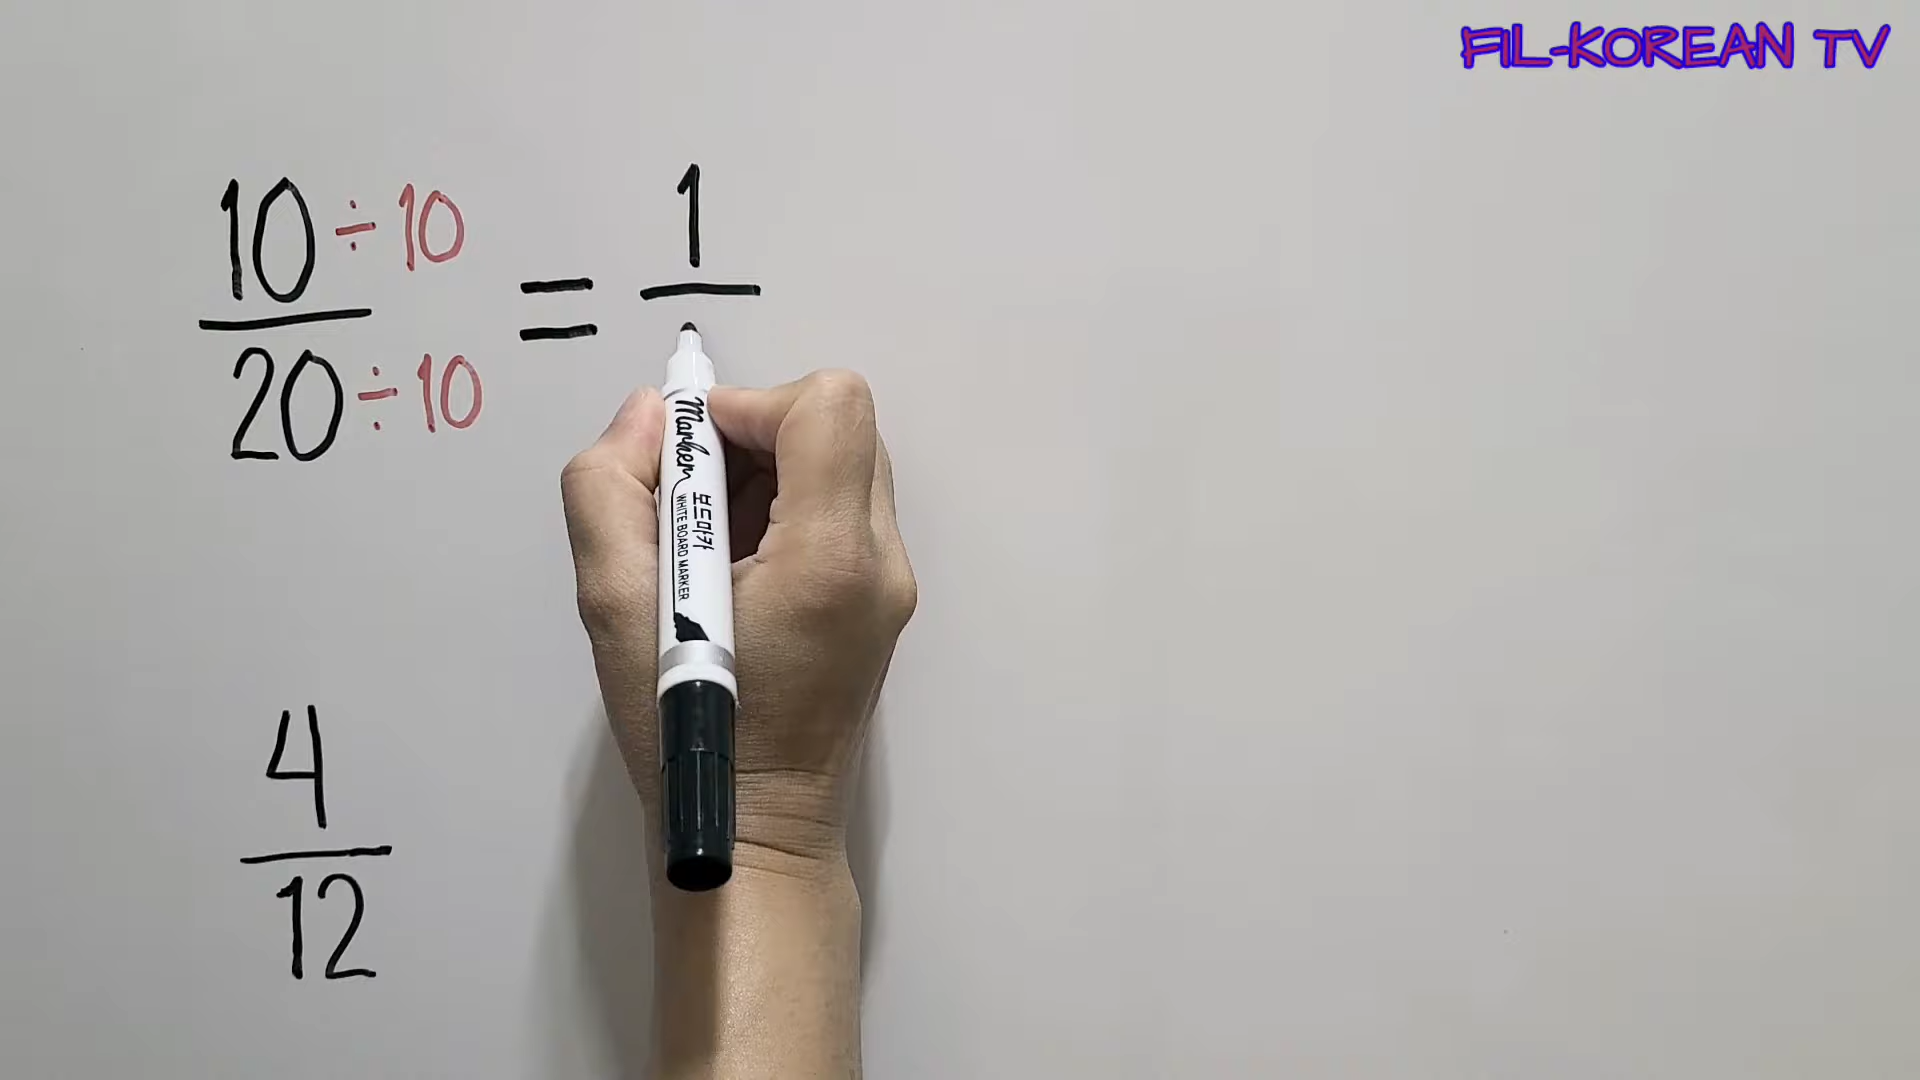 FIL-KOREAN TV
10 ÷ 10
20 ÷ 10
=
1
4
12
Marker
보드마카
WHITE BOARD MARKER